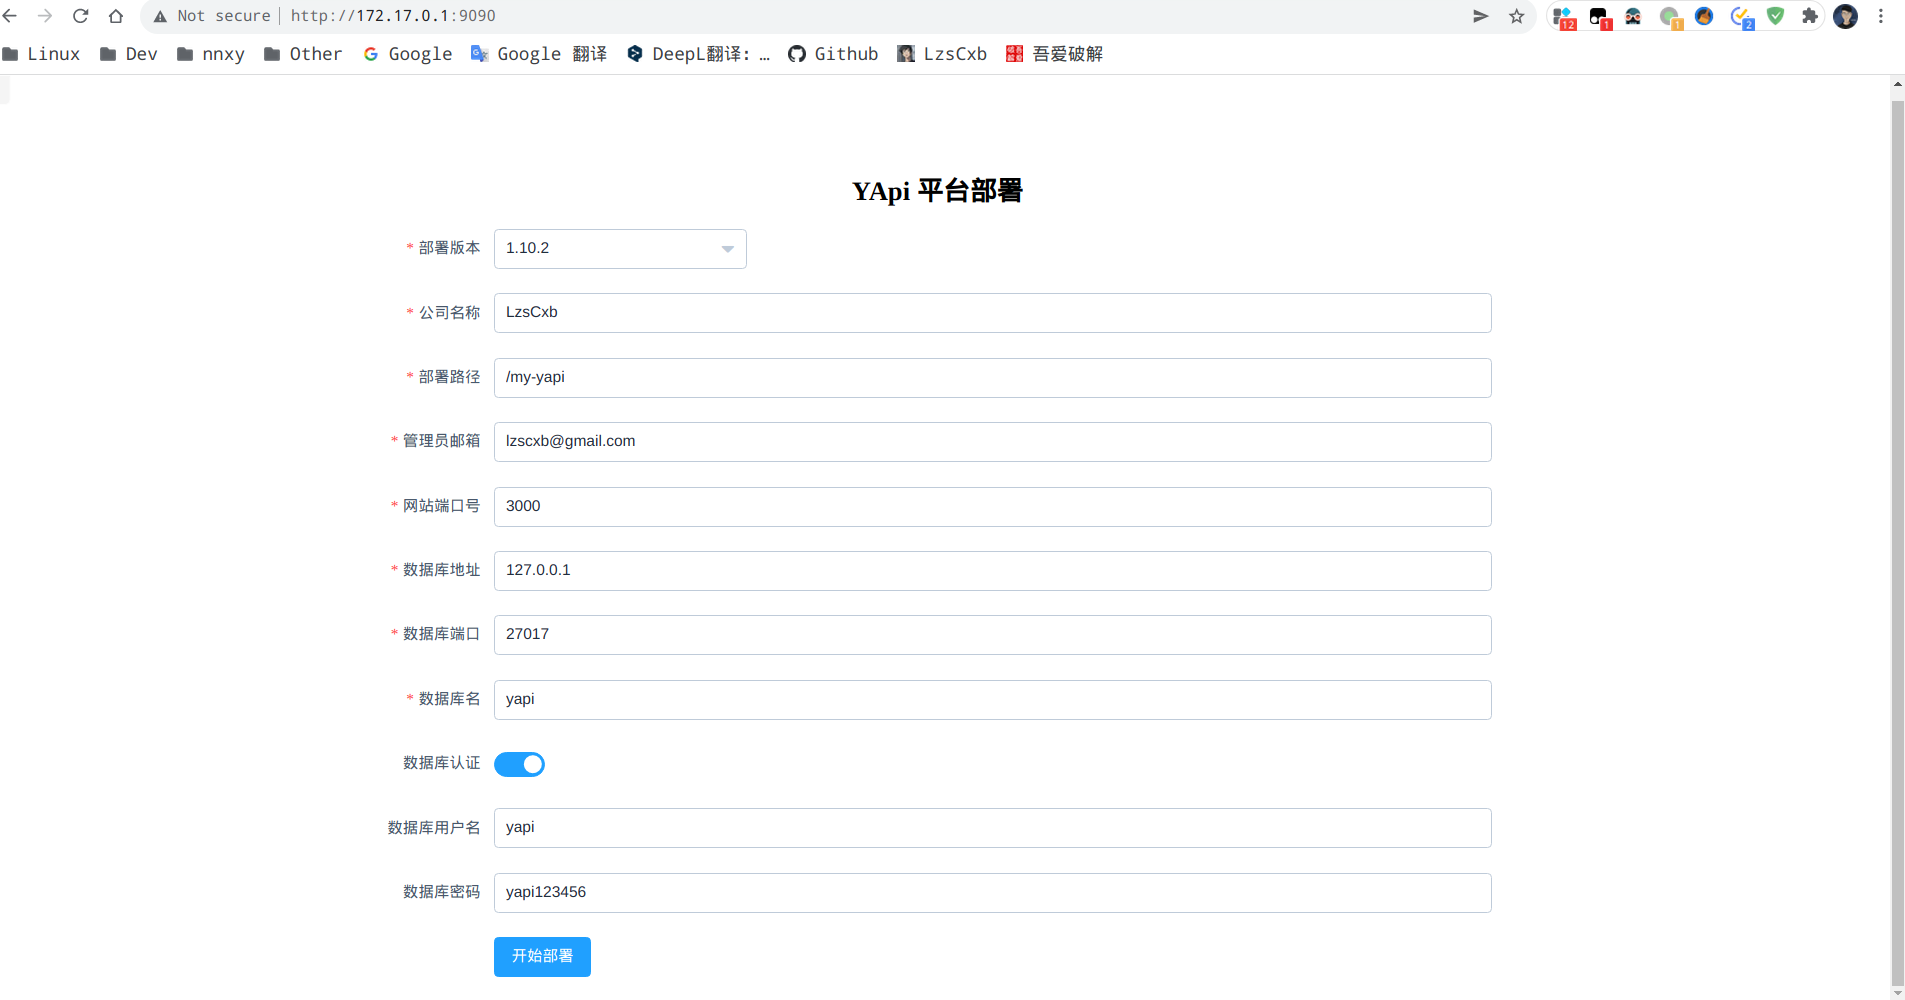 Not secure http://172.17.0.1:9090
12 1 1 2
Linux Dev nnxy Other Google Google 翻译 DeepL翻译: … Github LzsCxb 吾爱破解
YApi 平台部署
* 部署版本 1.10.2
* 公司名称 LzsCxb
* 部署路径 /my-yapi
* 管理员邮箱 lzscxb@gmail.com
* 网站端口号 3000
* 数据库地址 127.0.0.1
* 数据库端口 27017
* 数据库名 yapi
数据库认证
数据库用户名 yapi
数据库密码 yapi123456
开始部署